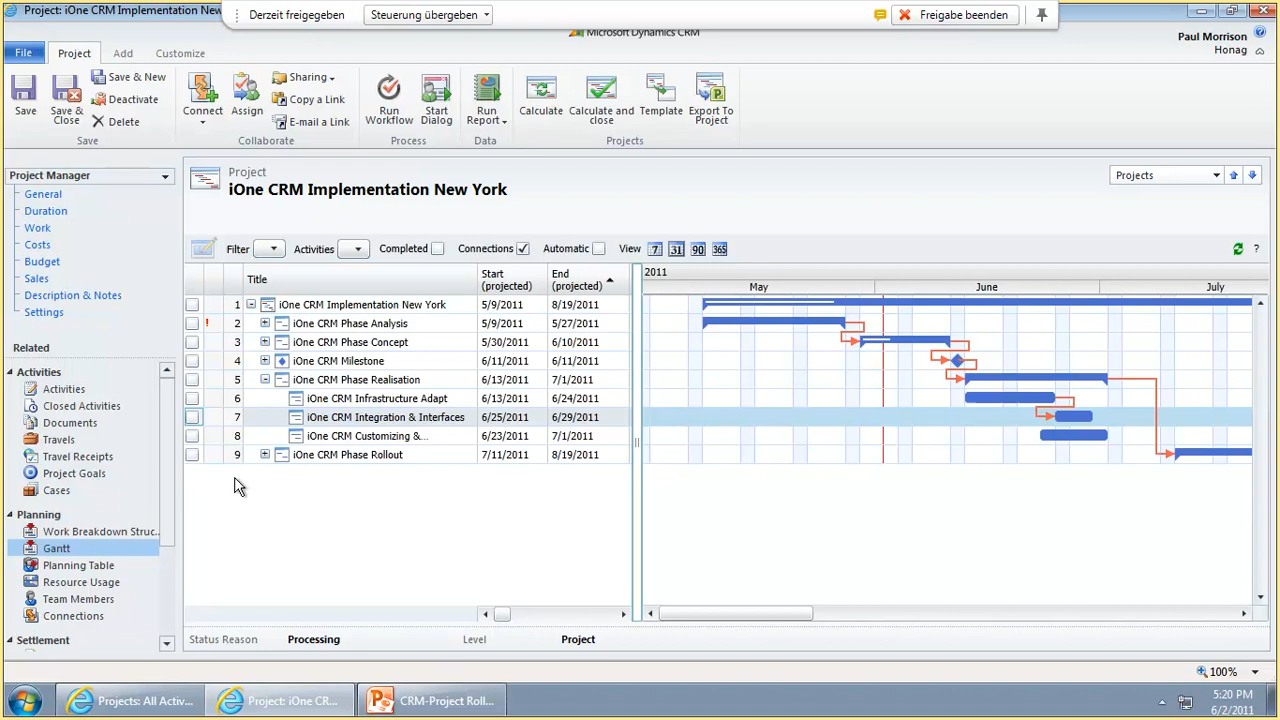 Project: iOne CRM Implementation New
Derzeit freigegeben
Steuerung übergeben
Freigabe beenden
Microsoft Dynamics CRM
File
Project
Add
Customize
Paul Morrison
Honag
Save
Save & Close
Save & New
Deactivate
Delete
Save
Connect
Assign
Sharing
Copy a Link
E-mail a Link
Collaborate
Run Workflow
Start Dialog
Process
Run Report
Data
Calculate
Calculate and close
Template
Export To Project
Projects
Project Manager
General
Duration
Work
Costs
Budget
Sales
Description & Notes
Settings
Related
Activities
Activities
Closed Activities
Documents
Travels
Travel Receipts
Project Goals
Cases
Planning
Work Breakdown Struc...
Gantt
Planning Table
Resource Usage
Team Members
Connections
Settlement
Project
iOne CRM Implementation New York
Projects
Filter
Activities
Completed
Connections
Automatic
View
7
31
90
365
?
Title
Start (projected)
End (projected)
2011
May
June
July
1 iOne CRM Implementation New York 5/9/2011 8/19/2011
! 2 iOne CRM Phase Analysis 5/9/2011 5/27/2011
3 iOne CRM Phase Concept 5/30/2011 6/10/2011
4 iOne CRM Milestone 6/11/2011 6/11/2011
5 iOne CRM Phase Realisation 6/13/2011 7/1/2011
6 iOne CRM Infrastructure Adapt 6/13/2011 6/24/2011
7 iOne CRM Integration & Interfaces 6/25/2011 6/29/2011
8 iOne CRM Customizing &... 6/23/2011 7/1/2011
9 iOne CRM Phase Rollout 7/11/2011 8/19/2011
Status Reason
Processing
Level
Project
100%
Projects: All Activ...
Project: iOne CR...
CRM-Project Roll...
5:20 PM
6/2/2011